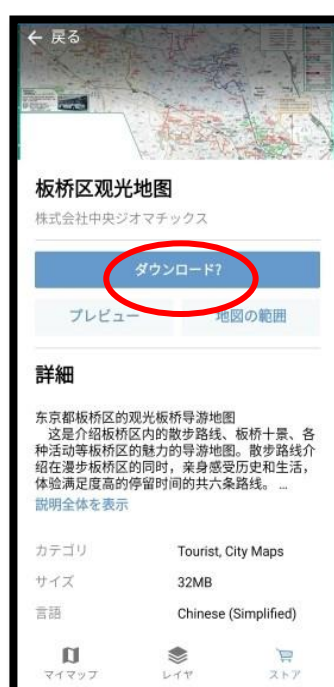 ← 戻る
板桥区观光地图
株式会社中央ジオマチックス
ダウンロード?
プレビュー
地図の範囲
詳細
东京都板桥区的观光板桥导游地图
这是介绍板桥区内的散步路线、板桥十景、各
种活动等板桥区的魅力的导游地图。散步路线介
绍在漫步板桥区的同时，亲身感受历史和生活，
体验满足度高的停留时间的共六条路线。 ...
説明全体を表示
カテゴリ
Tourist, City Maps
サイズ
32MB
言語
Chinese (Simplified)
マイマップ
レイヤ
ストア